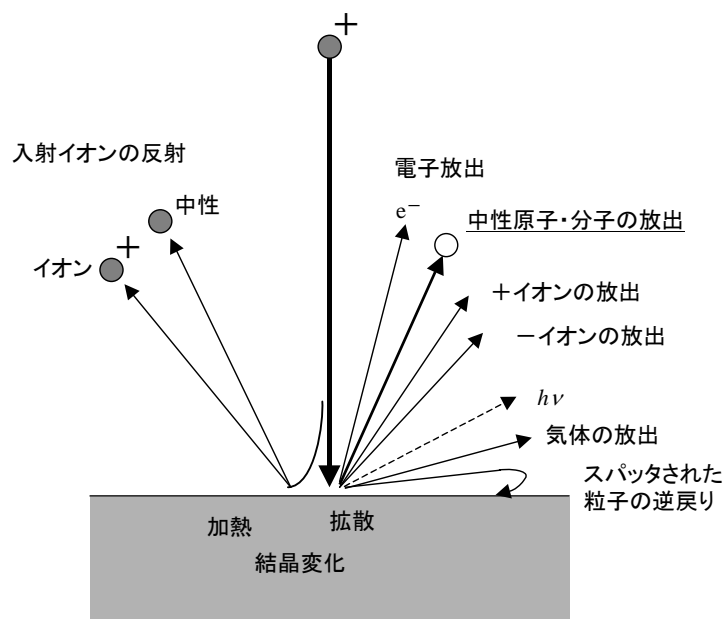 +
入射イオンの反射
電子放出
中性
e−
中性原子・分子の放出
+
イオン
+イオンの放出
−イオンの放出
hν
気体の放出
スパッタされた
粒子の逆戻り
加熱
拡散
結晶変化